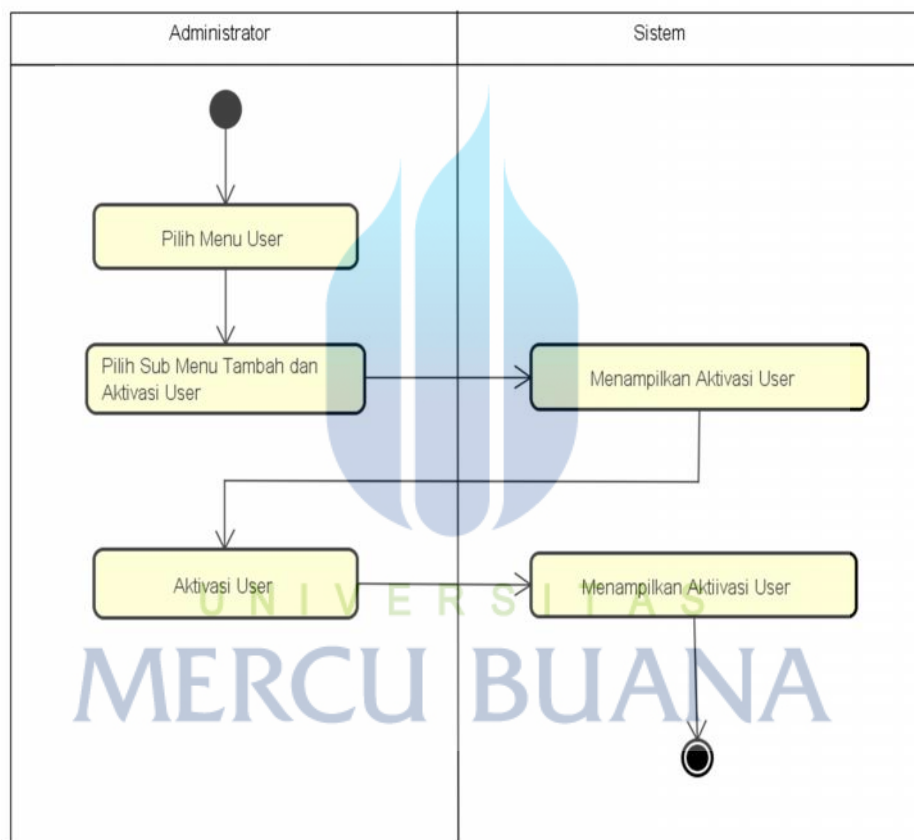 Administrator
Sistem
Pilih Menu User
Pilih Sub Menu Tambah dan
Aktivasi User
Menampilkan Aktivasi User
Aktivasi User
Menampilkan Aktiivasi User
UNIVERSITAS
MERCU BUANA